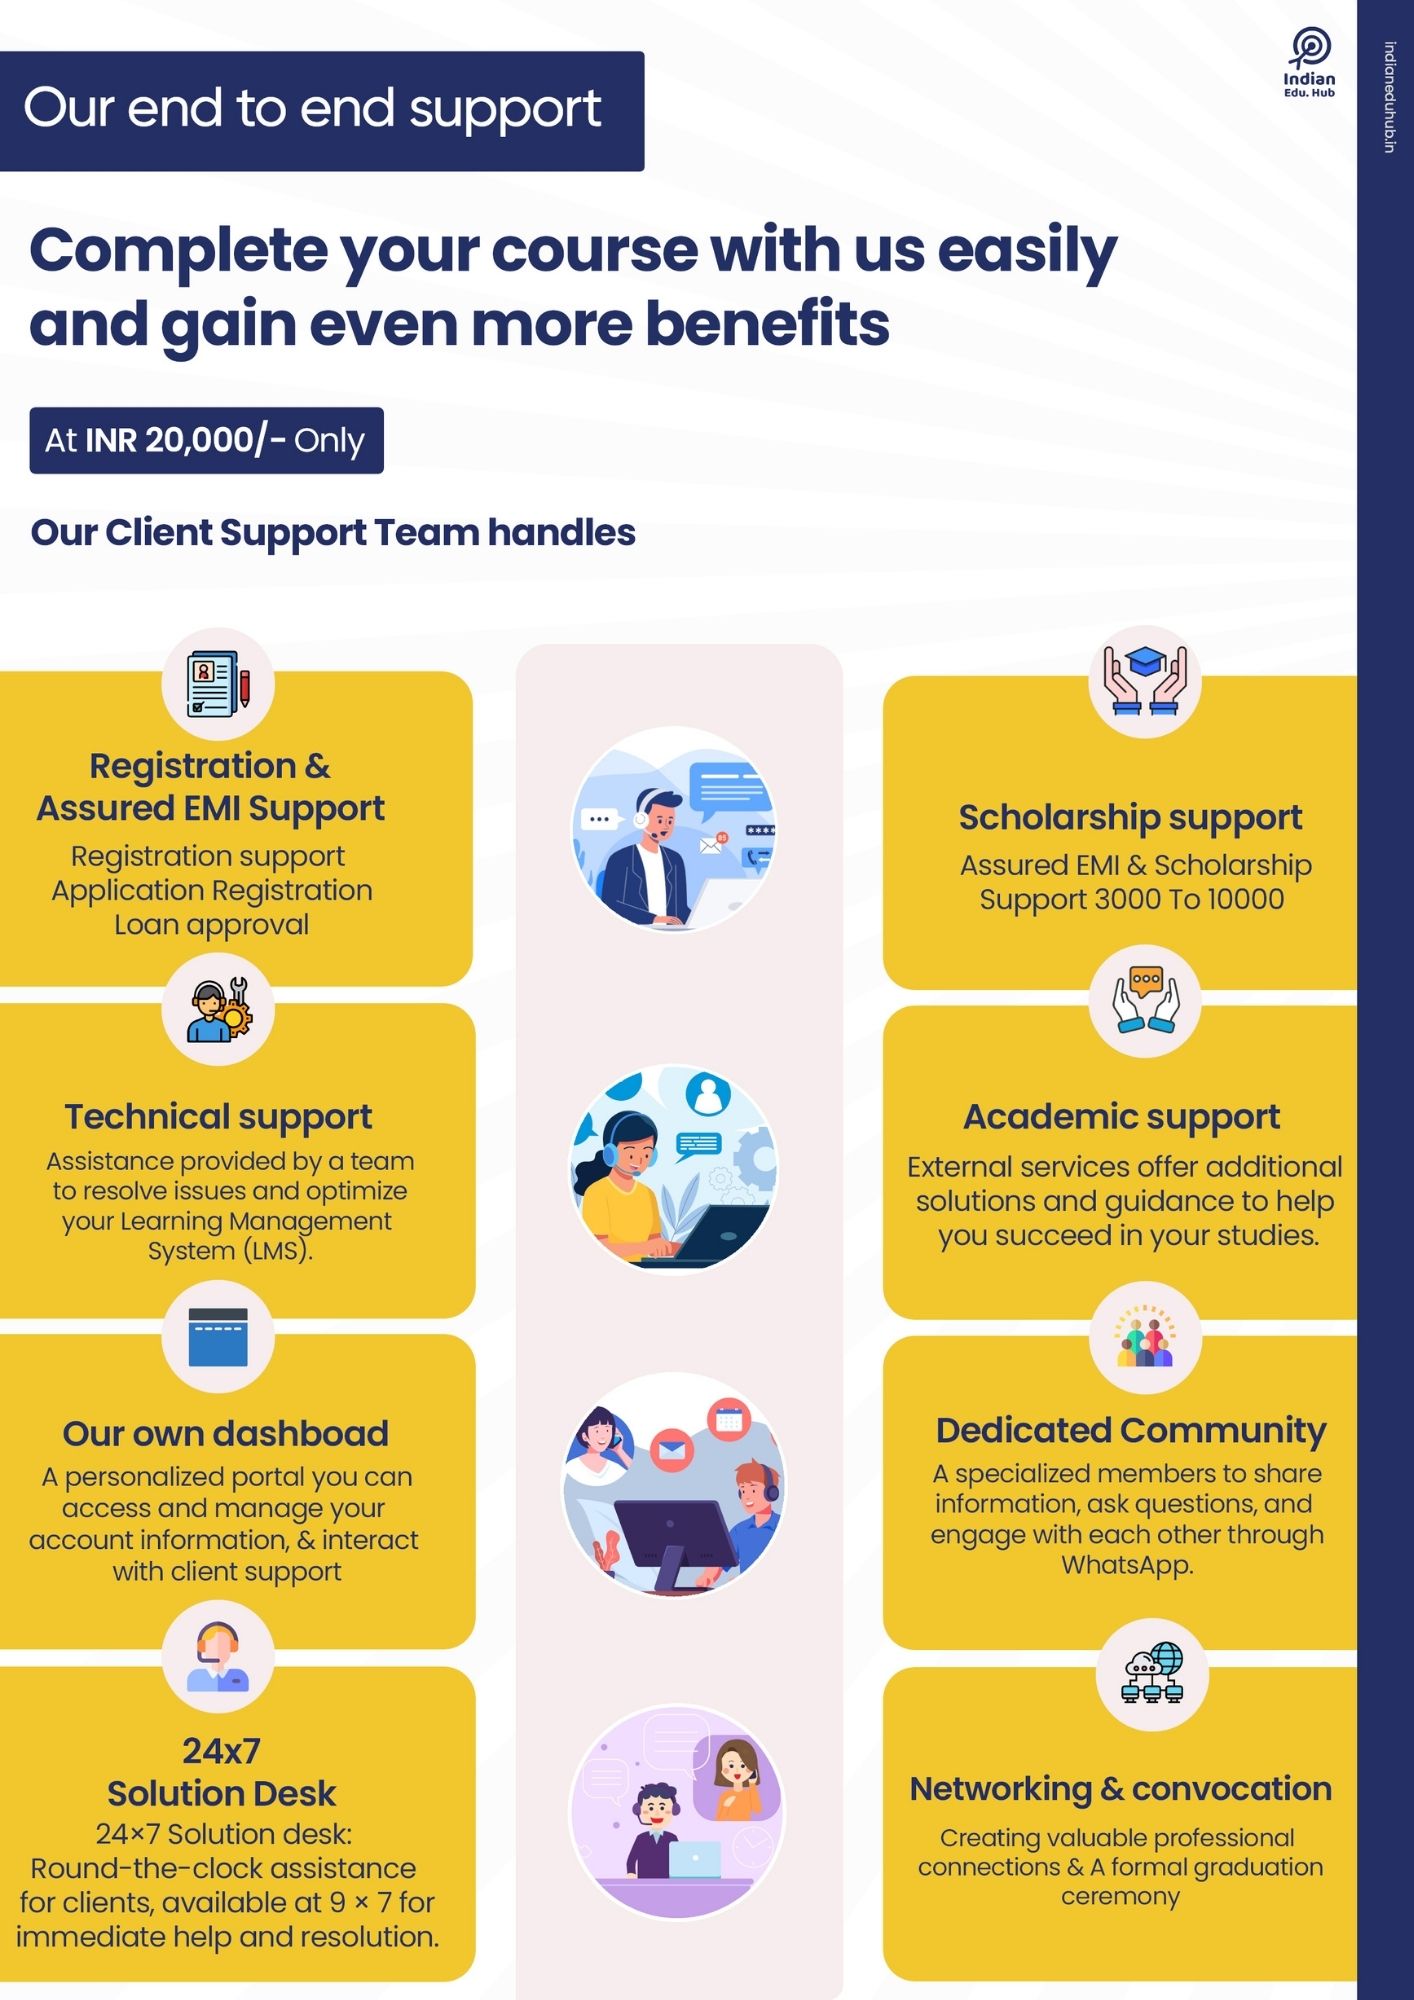 Indian
Edu. Hub
indianeduhub.in
Our end to end support
Complete your course with us easily
and gain even more benefits
At INR 20,000/- Only
Our Client Support Team handles
Registration &
Assured EMI Support
Registration support
Application Registration
Loan approval
Scholarship support
Assured EMI & Scholarship
Support 3000 To 10000
Technical support
Assistance provided by a team
to resolve issues and optimize
your Learning Management
System (LMS).
Academic support
External services offer additional
solutions and guidance to help
you succeed in your studies.
Our own dashboad
A personalized portal you can
access and manage your
account information, & interact
with client support
Dedicated Community
A specialized members to share
information, ask questions, and
engage with each other through
WhatsApp.
24x7
Solution Desk
24×7 Solution desk:
Round-the-clock assistance
for clients, available at 9 × 7 for
immediate help and resolution.
Networking & convocation
Creating valuable professional
connections & A formal graduation
ceremony